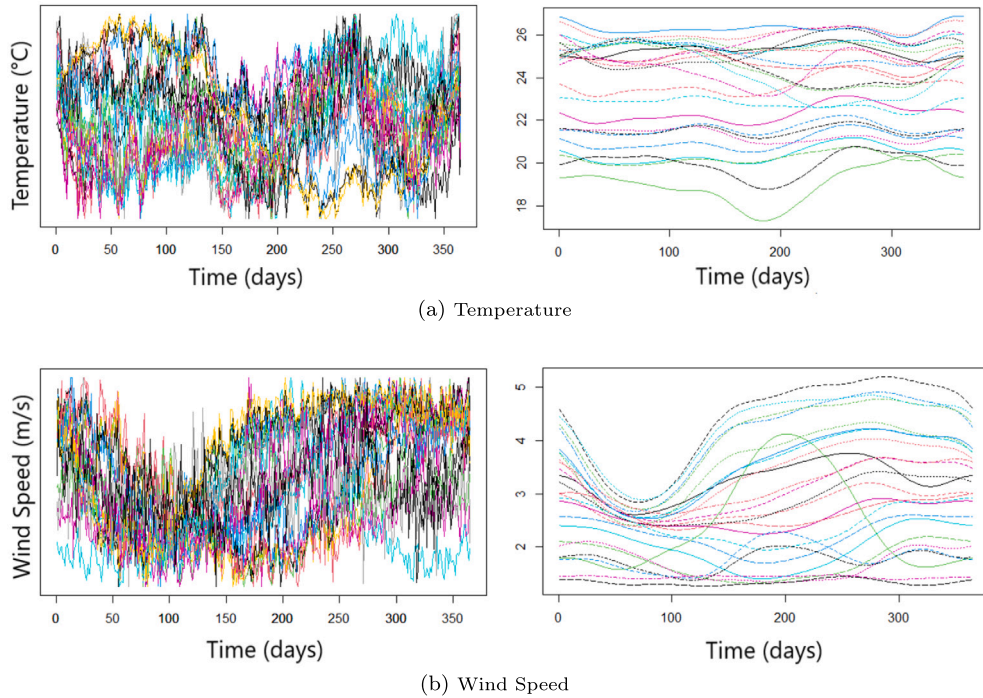 Temperature (°C)
0 50 100 150 200 250 300 350
Time (days)
26
24
22
20
18
0 100 200 300
Time (days)
(a) Temperature
Wind Speed (m/s)
0 50 100 150 200 250 300 350
Time (days)
5
4
3
2
0 100 200 300
Time (days)
(b) Wind Speed